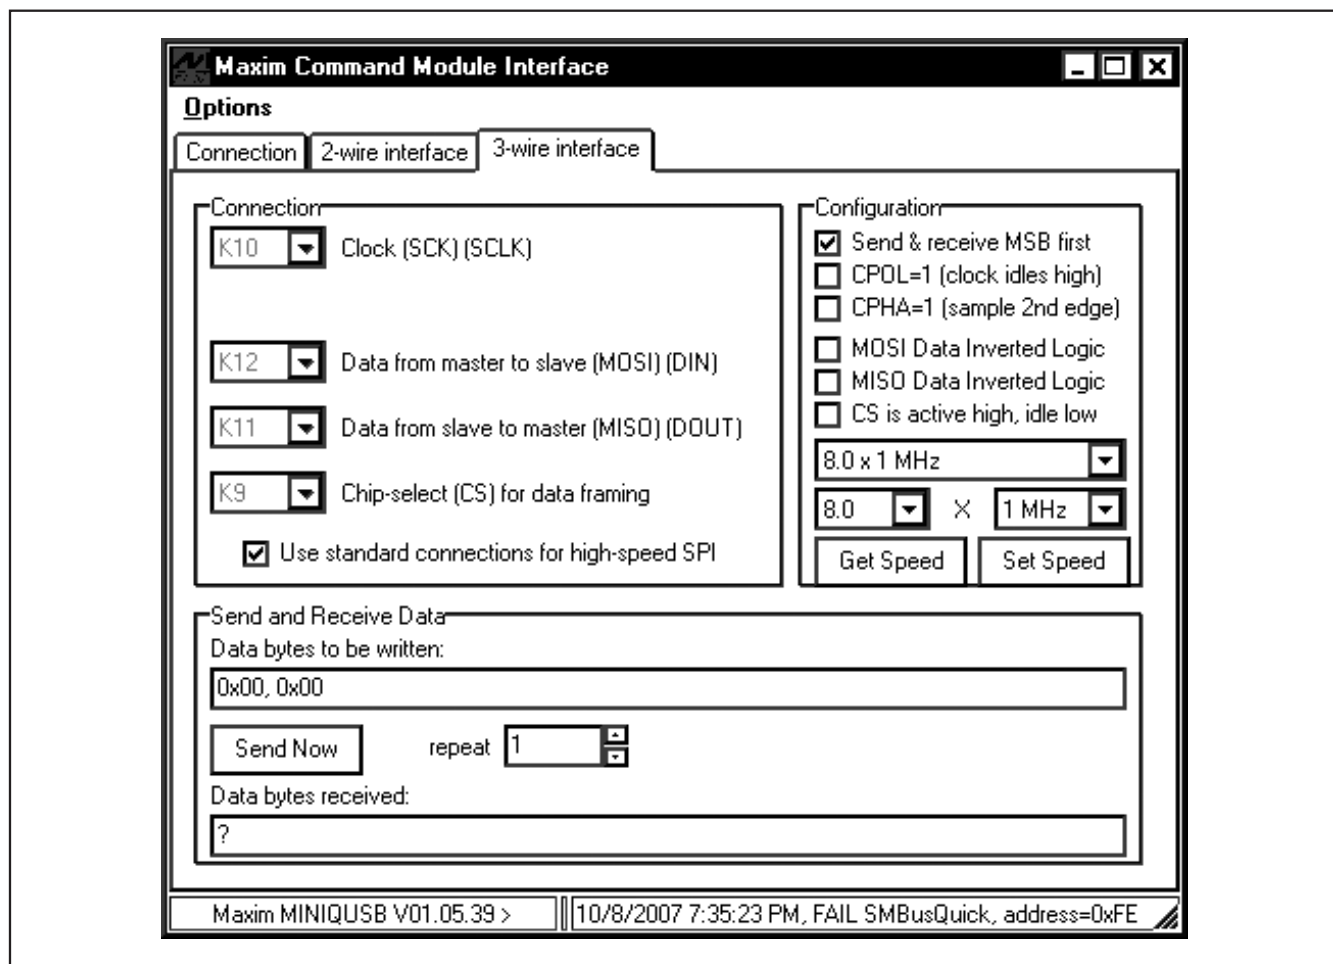 Maxim Command Module Interface
Options
Connection 2-wire interface 3-wire interface
Connection
K10 Clock (SCK) (SCLK)
K12 Data from master to slave (MOSI) (DIN)
K11 Data from slave to master (MISO) (DOUT)
K9 Chip-select (CS) for data framing
Use standard connections for high-speed SPI
Configuration
Send & receive MSB first
CPOL=1 (clock idles high)
CPHA=1 (sample 2nd edge)
MOSI Data Inverted Logic
MISO Data Inverted Logic
CS is active high, idle low
8.0 x 1 MHz
8.0 X 1 MHz
Get Speed Set Speed
Send and Receive Data
Data bytes to be written:
0x00, 0x00
Send Now repeat 1
Data bytes received:
?
Maxim MINIQUSB V01.05.39 > 10/8/2007 7:35:23 PM, FAIL SMBusQuick, address=0xFE